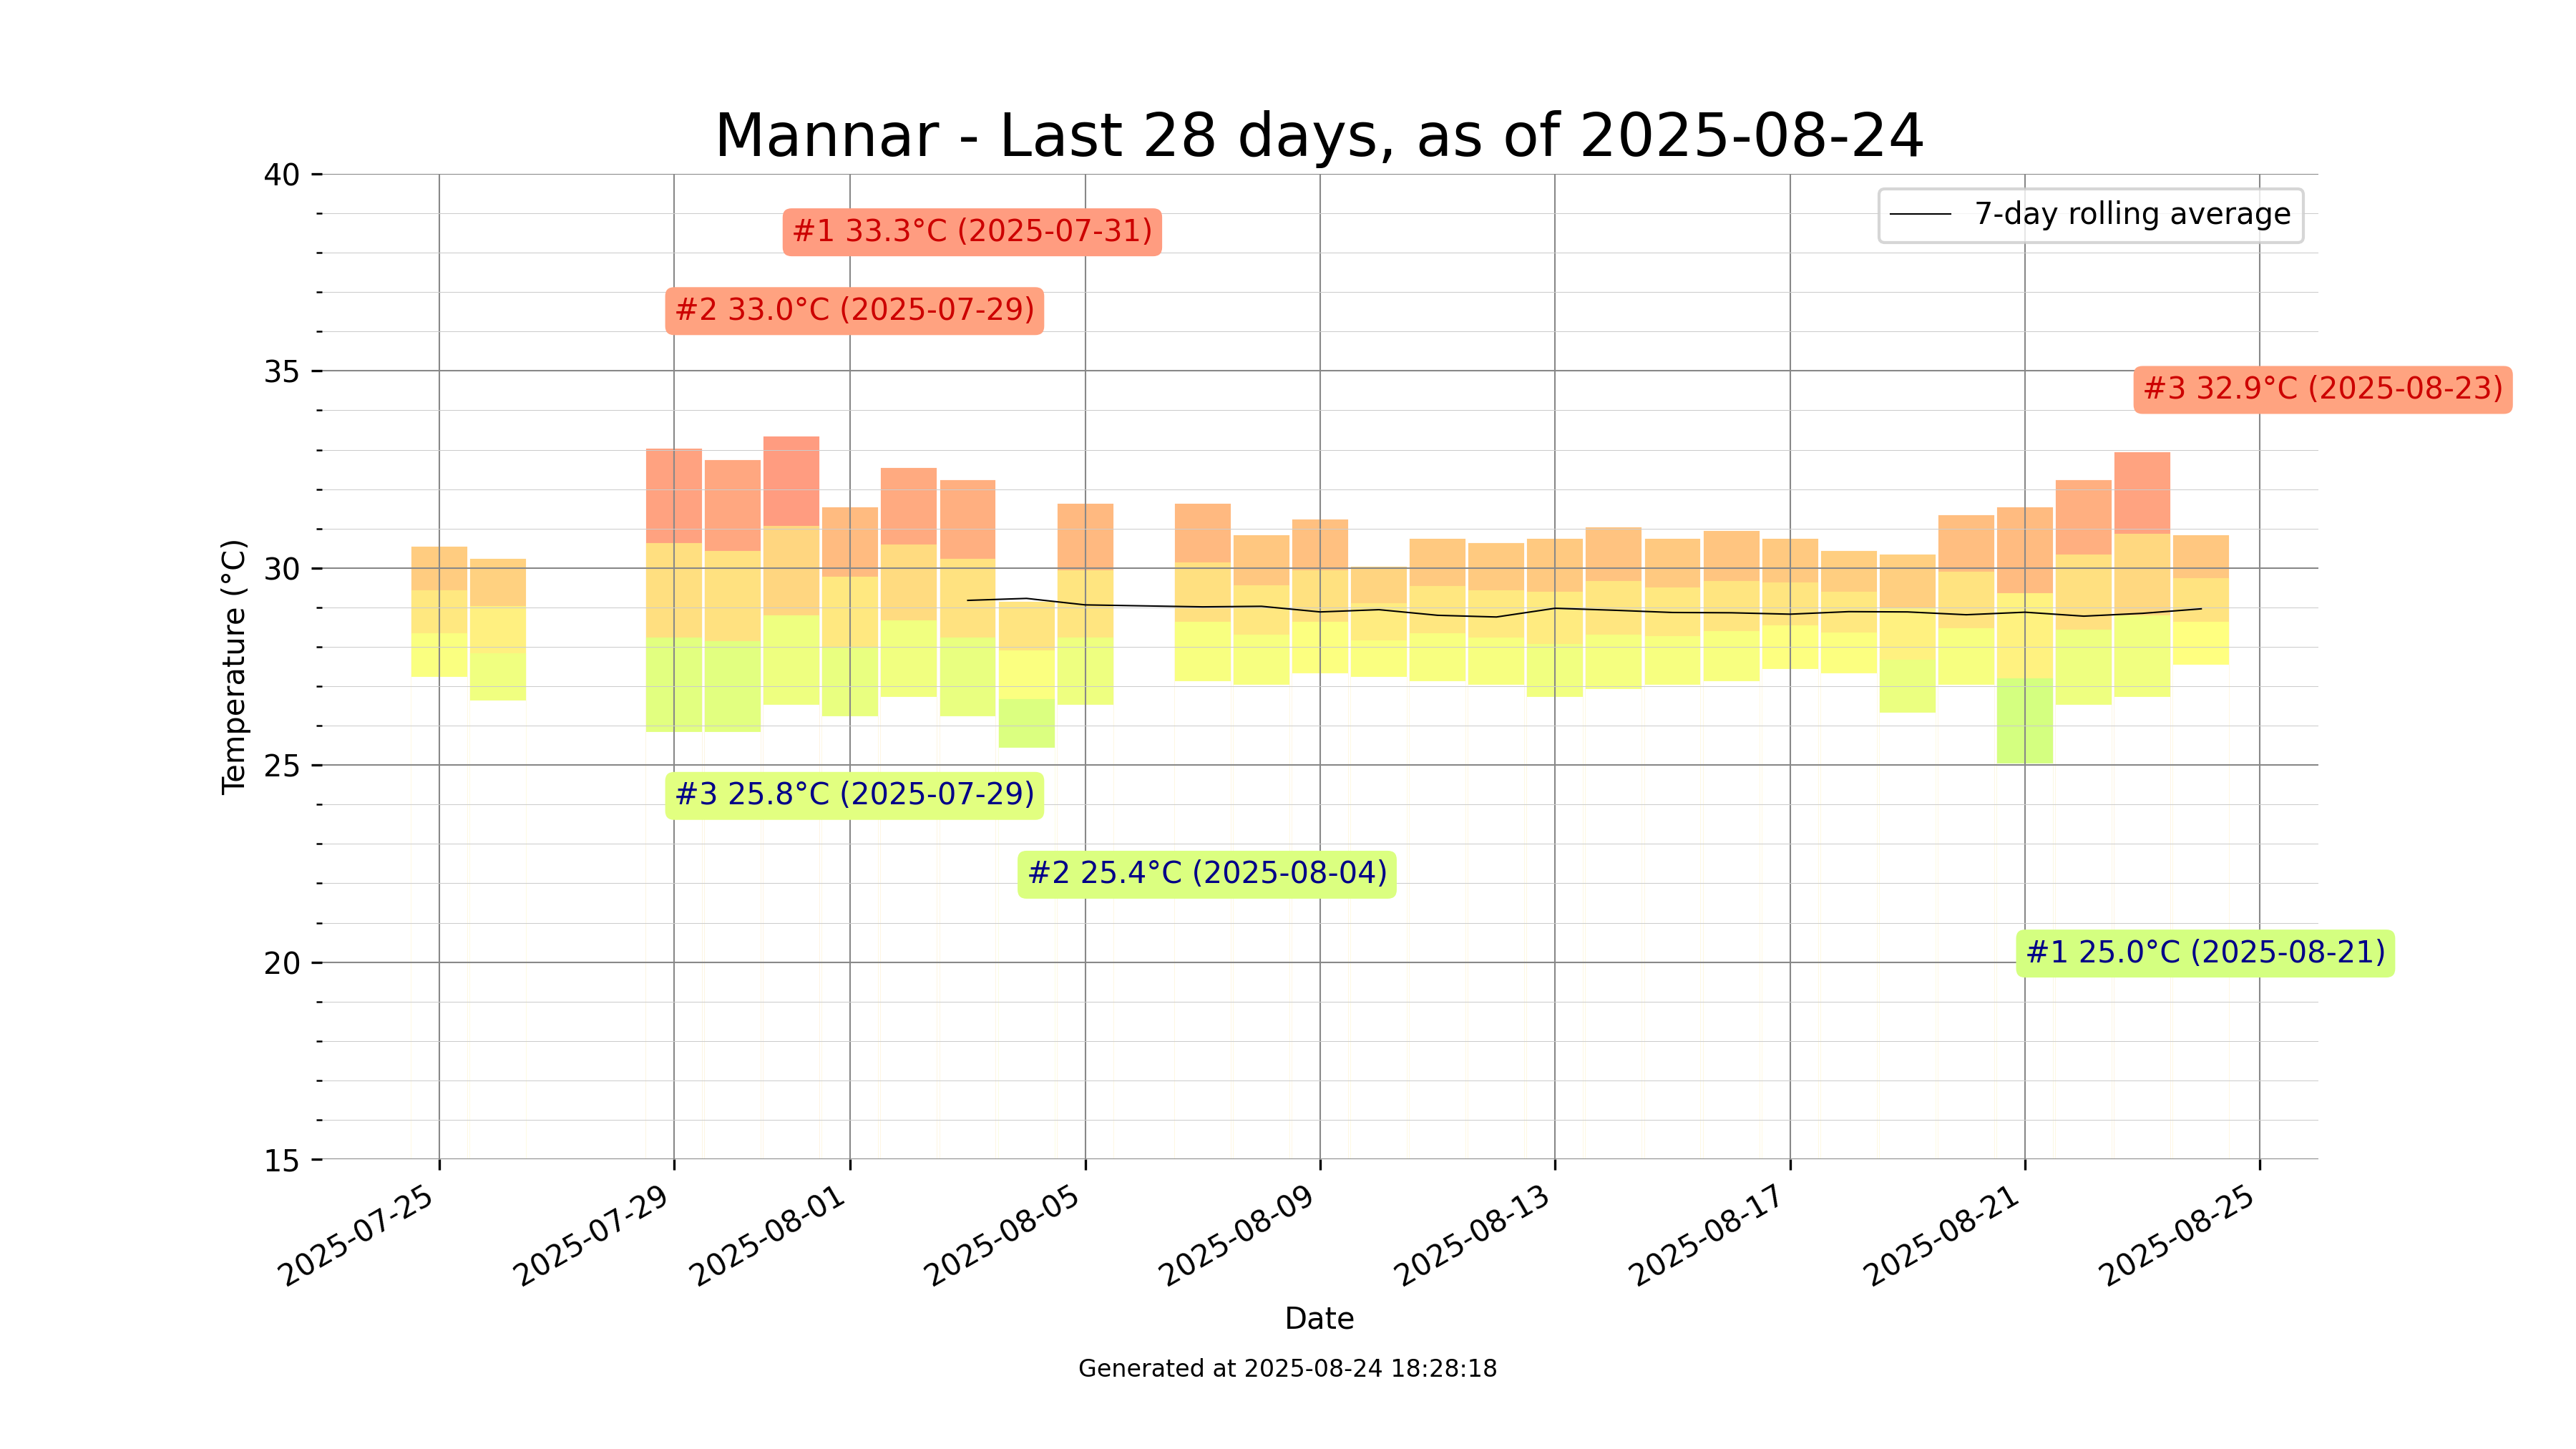 Mannar - Last 28 days, as of 2025-08-24
40
35
30
25
20
15
Temperature (°C)
7-day rolling average
#1 33.3°C (2025-07-31)
#2 33.0°C (2025-07-29)
#3 32.9°C (2025-08-23)
#3 25.8°C (2025-07-29)
#2 25.4°C (2025-08-04)
#1 25.0°C (2025-08-21)
2025-07-25
2025-07-29
2025-08-01
2025-08-05
2025-08-09
2025-08-13
2025-08-17
2025-08-21
2025-08-25
Date
Generated at 2025-08-24 18:28:18